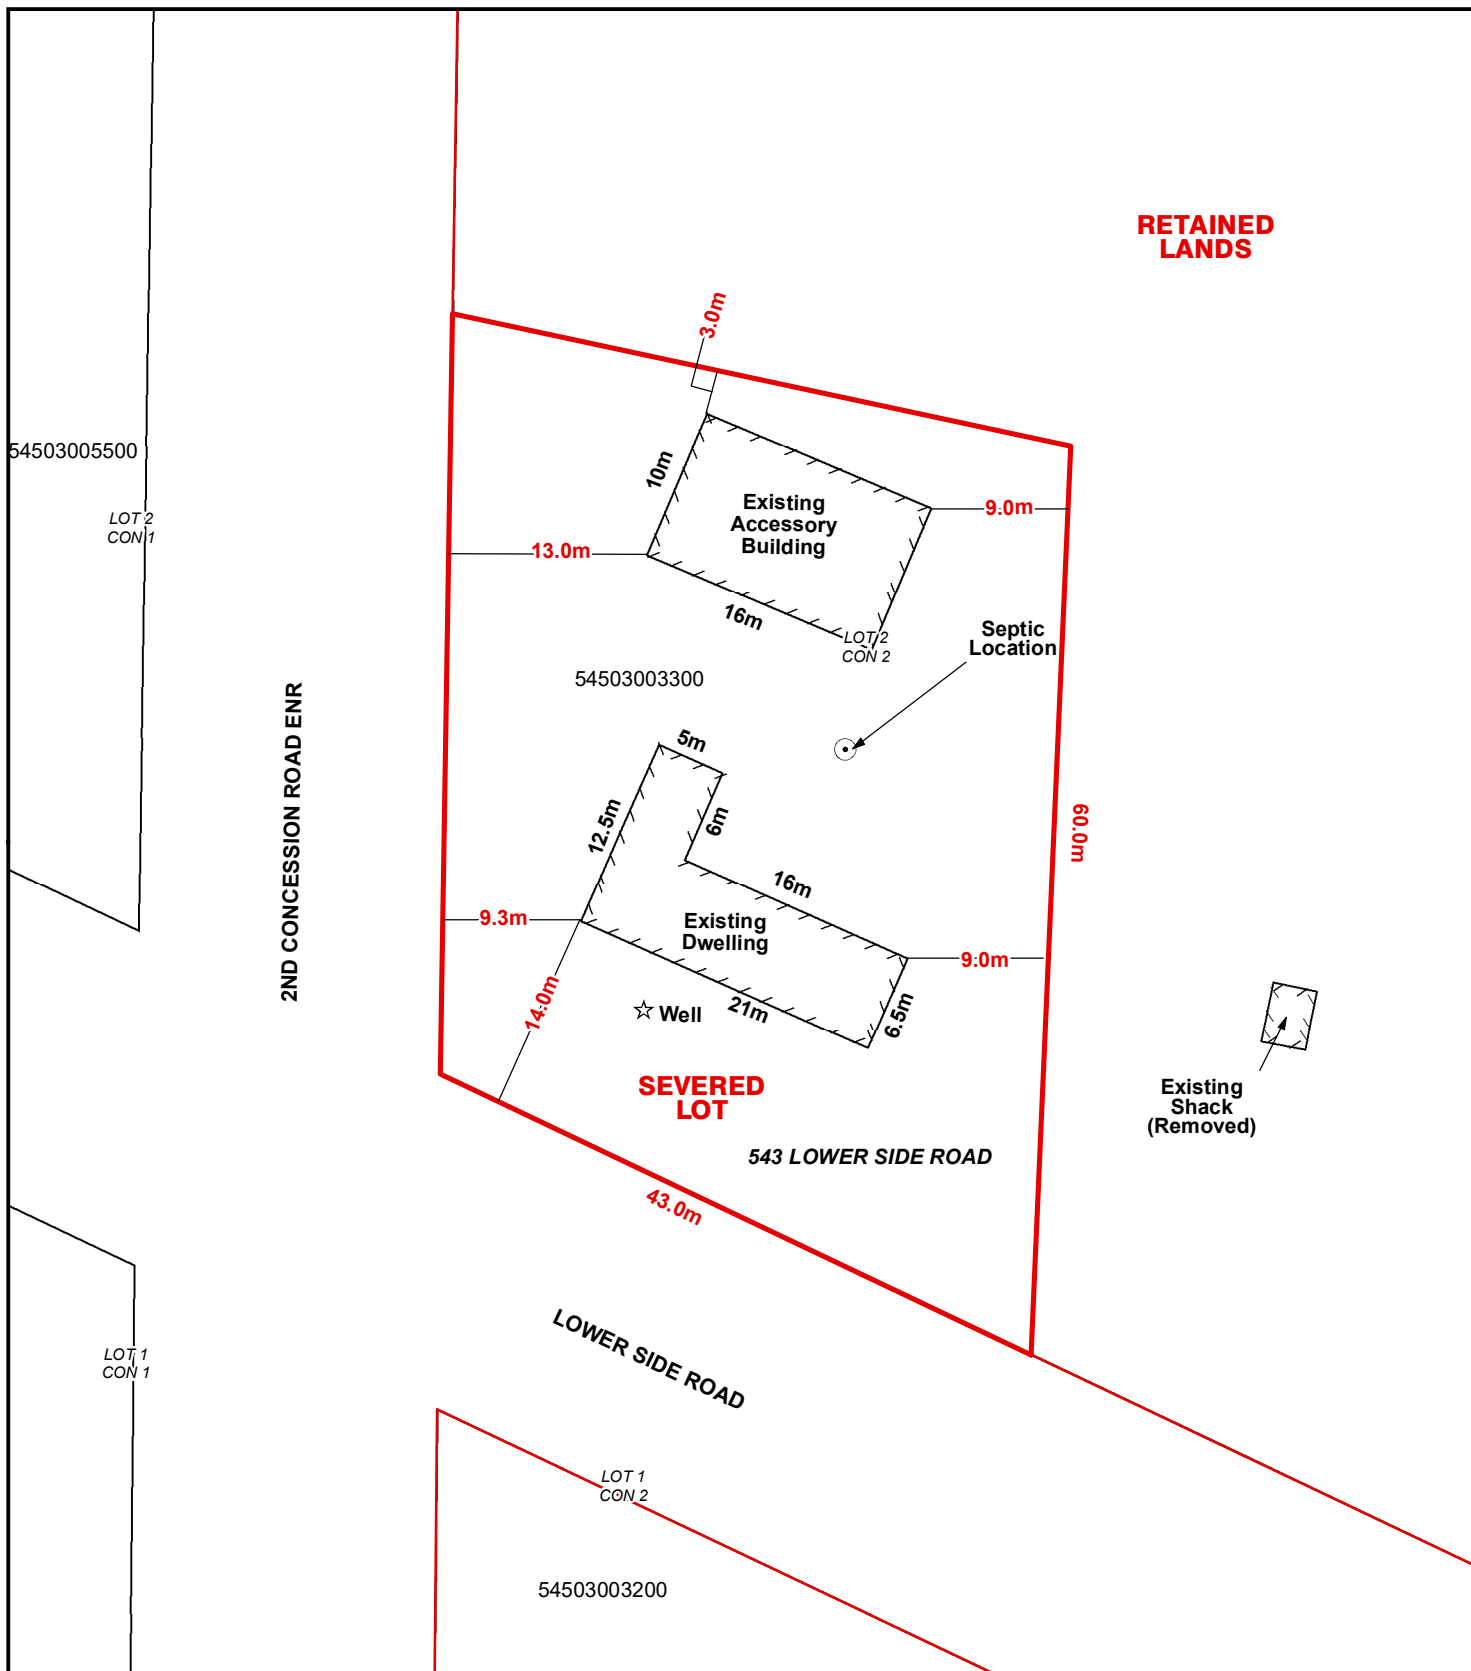 RETAINED
LANDS
3.0m
54503005500
LOT 2
CON 1
10m
Existing
Accessory
Building
9.0m
13.0m
16m
LOT 2
CON 2
Septic
Location
54503003300
2ND CONCESSION ROAD ENR
5m
12.5m
6m
60.0m
16m
9.3m
Existing
Dwelling
9.0m
14.0m
Well
21m
6.5m
SEVERED
LOT
Existing
Shack
(Removed)
543 LOWER SIDE ROAD
43.0m
LOWER SIDE ROAD
LOT 1
CON 1
LOT 1
CON 2
54503003200